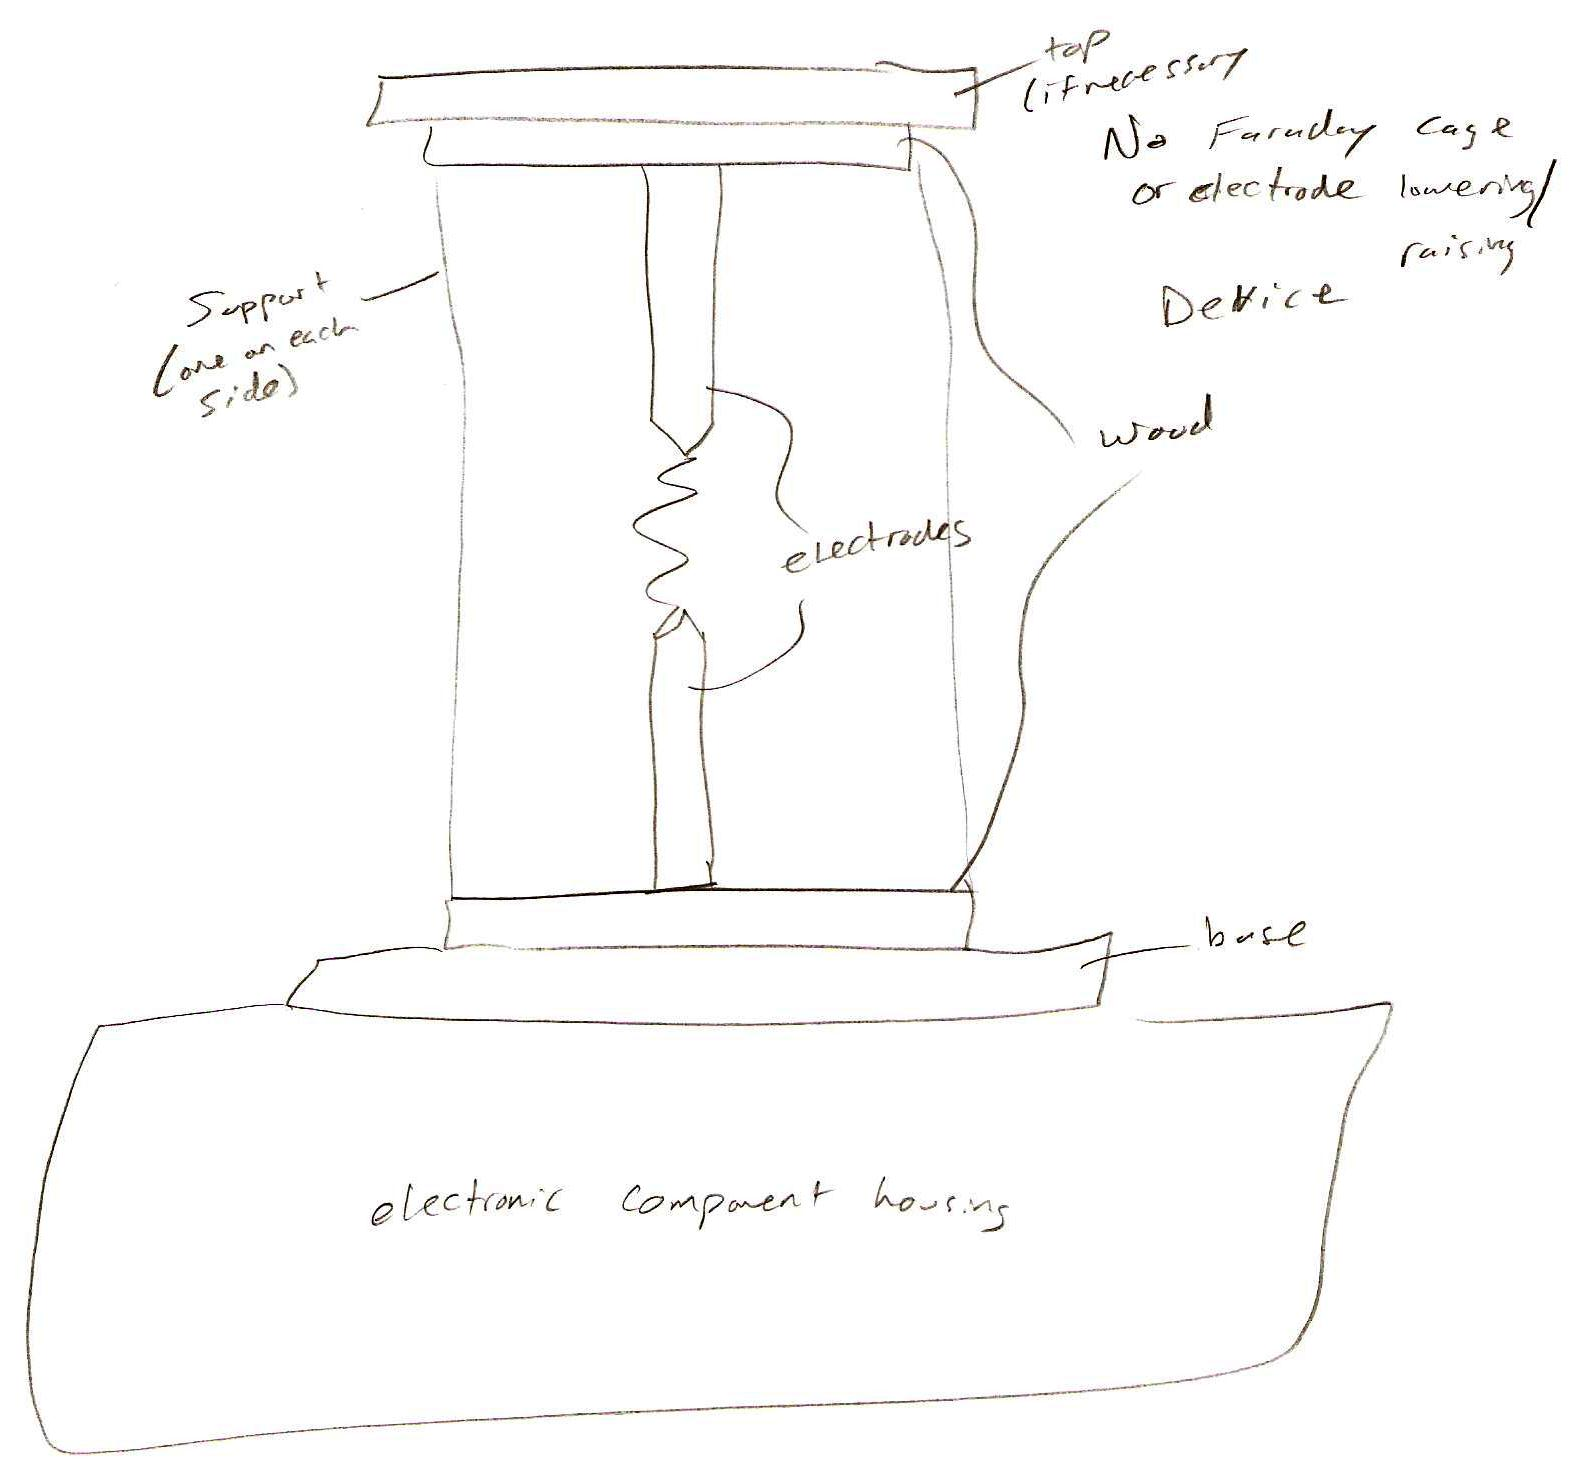 top
(if necessary
No Faraday cage
or electrode lowering/
raising
Device
Support
(one on each
side)
wood
electrodes
base
electronic component housing